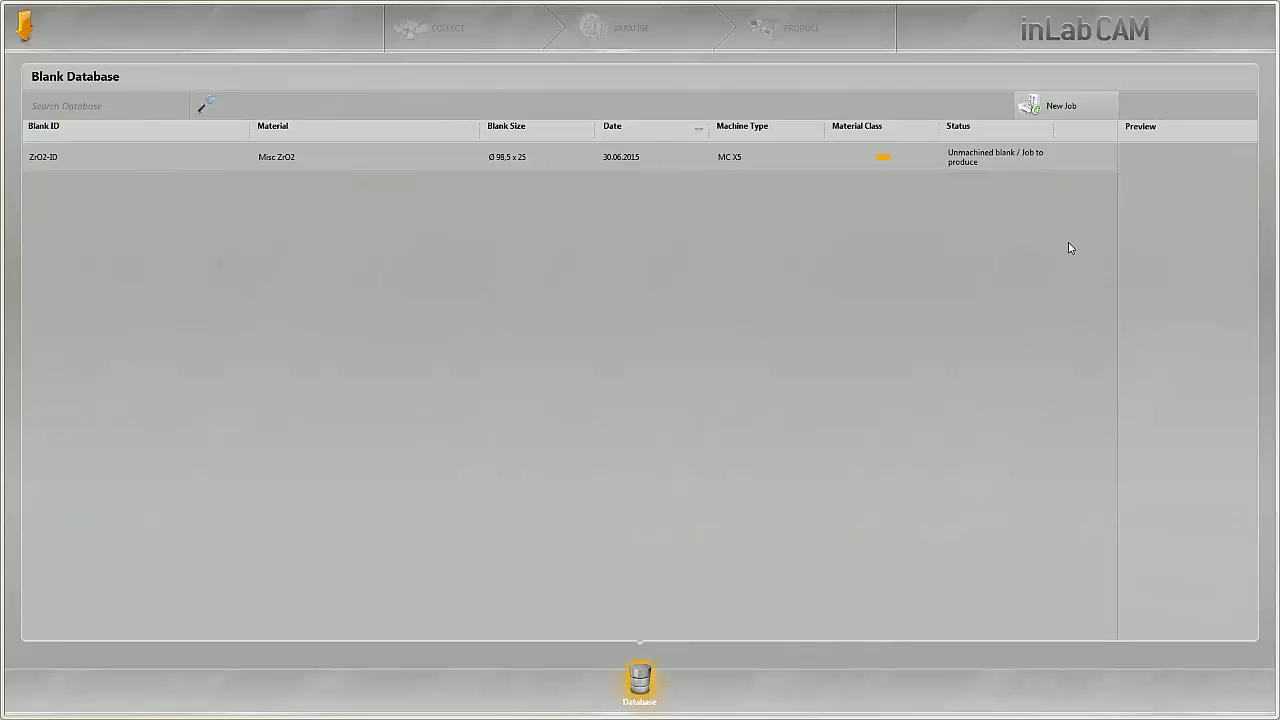 COLLECT
ARRANGE
PRODUCE
inLab CAM
Blank Database
Search Database
New Job
Blank ID
Material
Blank Size
Date
Machine Type
Material Class
Status
Preview
ZrO2-ID
Misc ZrO2
Ø 98,5 x 25
30.06.2015
MC X5
Unmachined blank / Job to
produce
Database